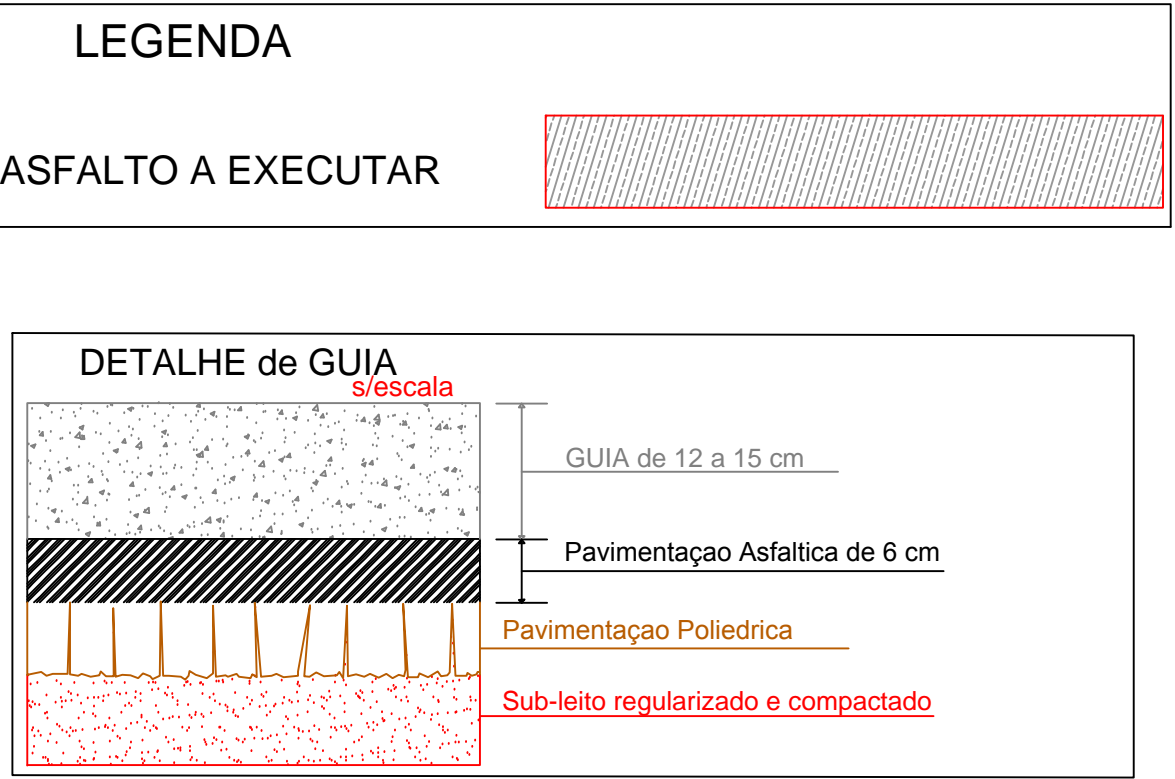 LEGENDA
ASFALTO A EXECUTAR
DETALHE de GUIA
s/escala
GUIA de 12 a 15 cm
Pavimentaçao Asfaltica de 6 cm
Pavimentaçao Poliedrica
Sub-leito regularizado e compactado